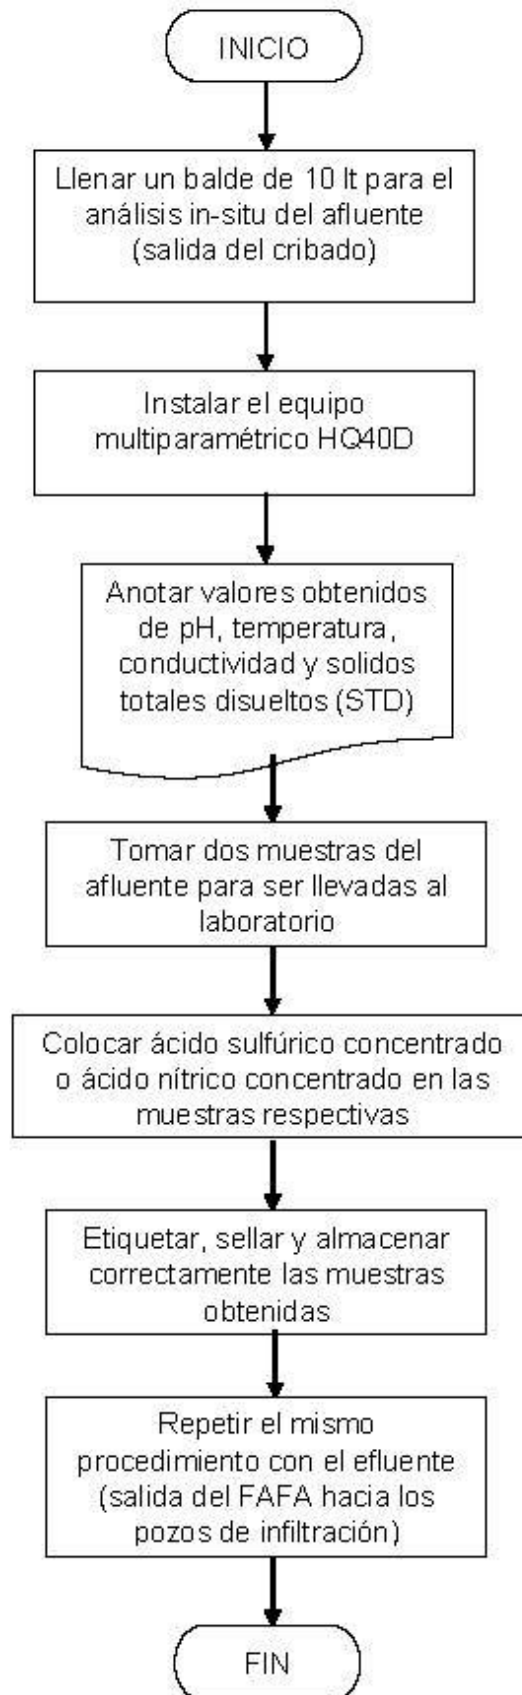 INICIO
Llenar un balde de 10 lt para el
análisis in-situ del afluente
(salida del cribado)
Instalar el equipo
multiparamétrico HQ40D
Anotar valores obtenidos
de pH, temperatura,
conductividad y solidos
totales disueltos (STD)
Tomar dos muestras del
afluente para ser llevadas al
laboratorio
Colocar ácido sulfúrico concentrado
o ácido nítrico concentrado en las
muestras respectivas
Etiquetar, sellar y almacenar
correctamente las muestras
obtenidas
Repetir el mismo
procedimiento con el efluente
(salida del FAFA hacia los
pozos de infiltración)
FIN